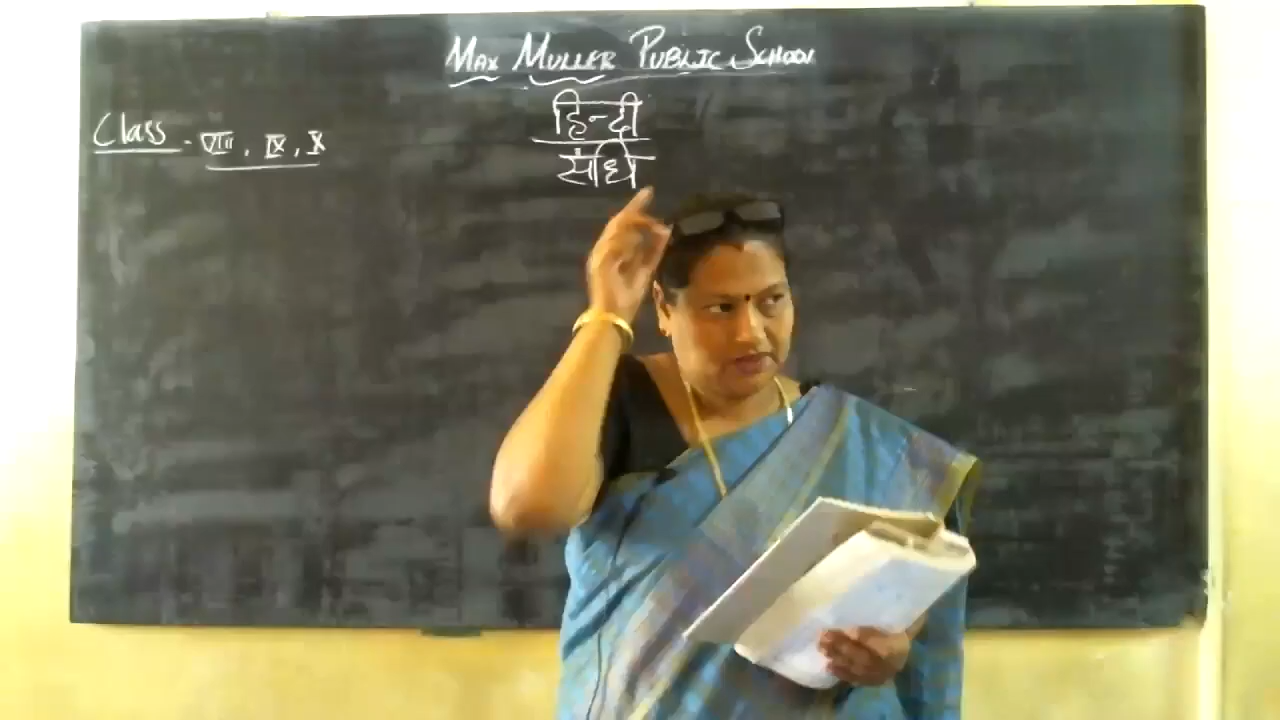 MAX MULLER PUBLIC SCHOOL
हिन्दी
संधि
Class - VIII, IX, X